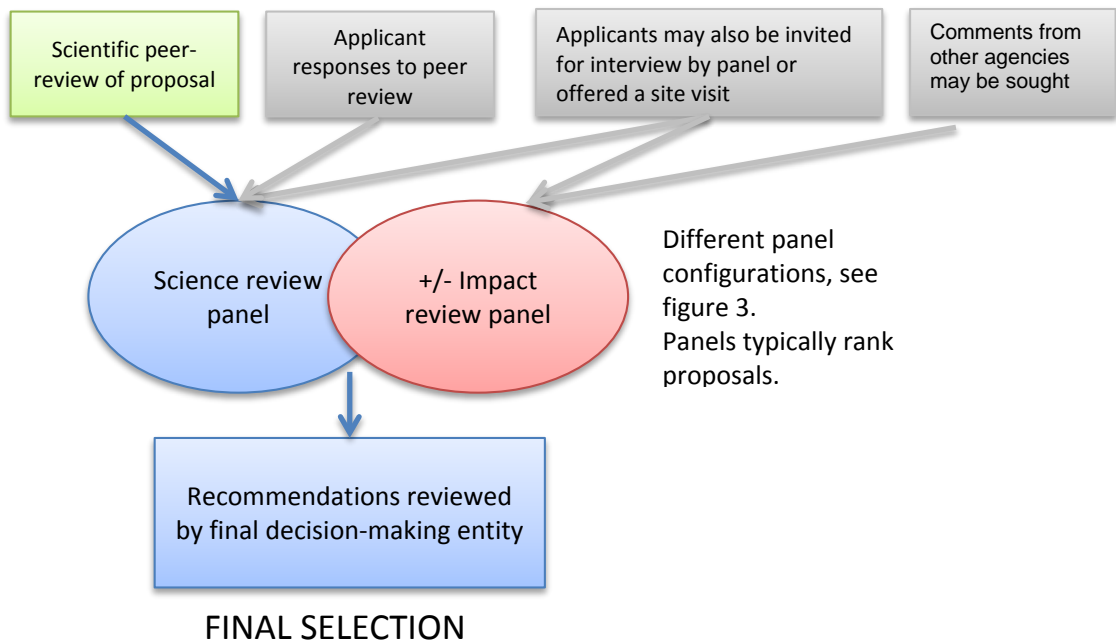 Scientific peer-
review of proposal
Applicant
responses to peer
review
Applicants may also be invited
for interview by panel or
offered a site visit
Comments from
other agencies
may be sought
Science review
panel
+/- Impact
review panel
Different panel
configurations, see
figure 3.
Panels typically rank
proposals.
Recommendations reviewed
by final decision-making entity
FINAL SELECTION